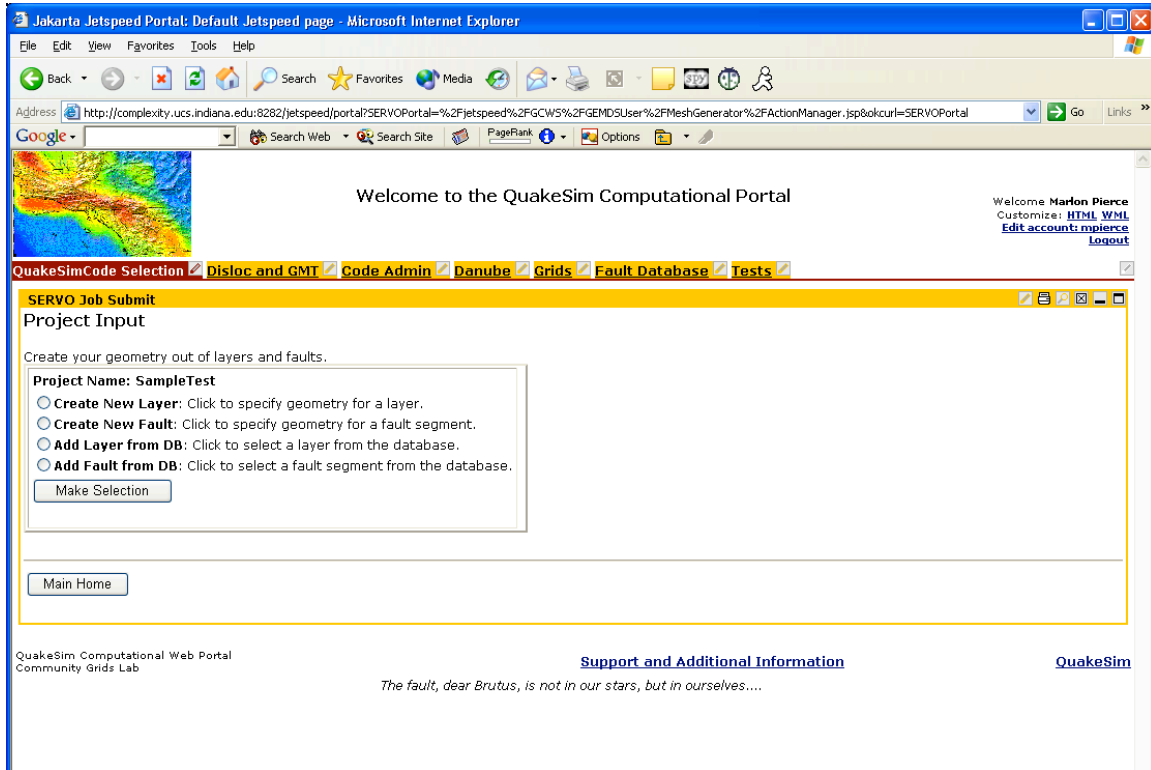 Jakarta Jetspeed Portal: Default Jetspeed page - Microsoft Internet Explorer
File Edit View Favorites Tools Help
Back Search Favorites Media SPY
Address http://complexity.ucs.indiana.edu:8282/jetspeed/portal?SERVOPortal=%2Fjetspeed%2FGCWS%2FGEMDSUser%2FMeshGenerator%2FActionManager.jsp&okcurl=SERVOPortal Go Links »
Google Search Web Search Site PageRank Options
Welcome to the QuakeSim Computational Portal
Welcome Marlon Pierce
Customize: HTML WML
Edit account: mpierce
Logout
QuakeSimCode Selection Disloc and GMT Code Admin Danube Grids Fault Database Tests
SERVO Job Submit
Project Input
Create your geometry out of layers and faults.
Project Name: SampleTest
Create New Layer: Click to specify geometry for a layer.
Create New Fault: Click to specify geometry for a fault segment.
Add Layer from DB: Click to select a layer from the database.
Add Fault from DB: Click to select a fault segment from the database.
Make Selection
Main Home
QuakeSim Computational Web Portal
Community Grids Lab
Support and Additional Information
QuakeSim
The fault, dear Brutus, is not in our stars, but in ourselves....